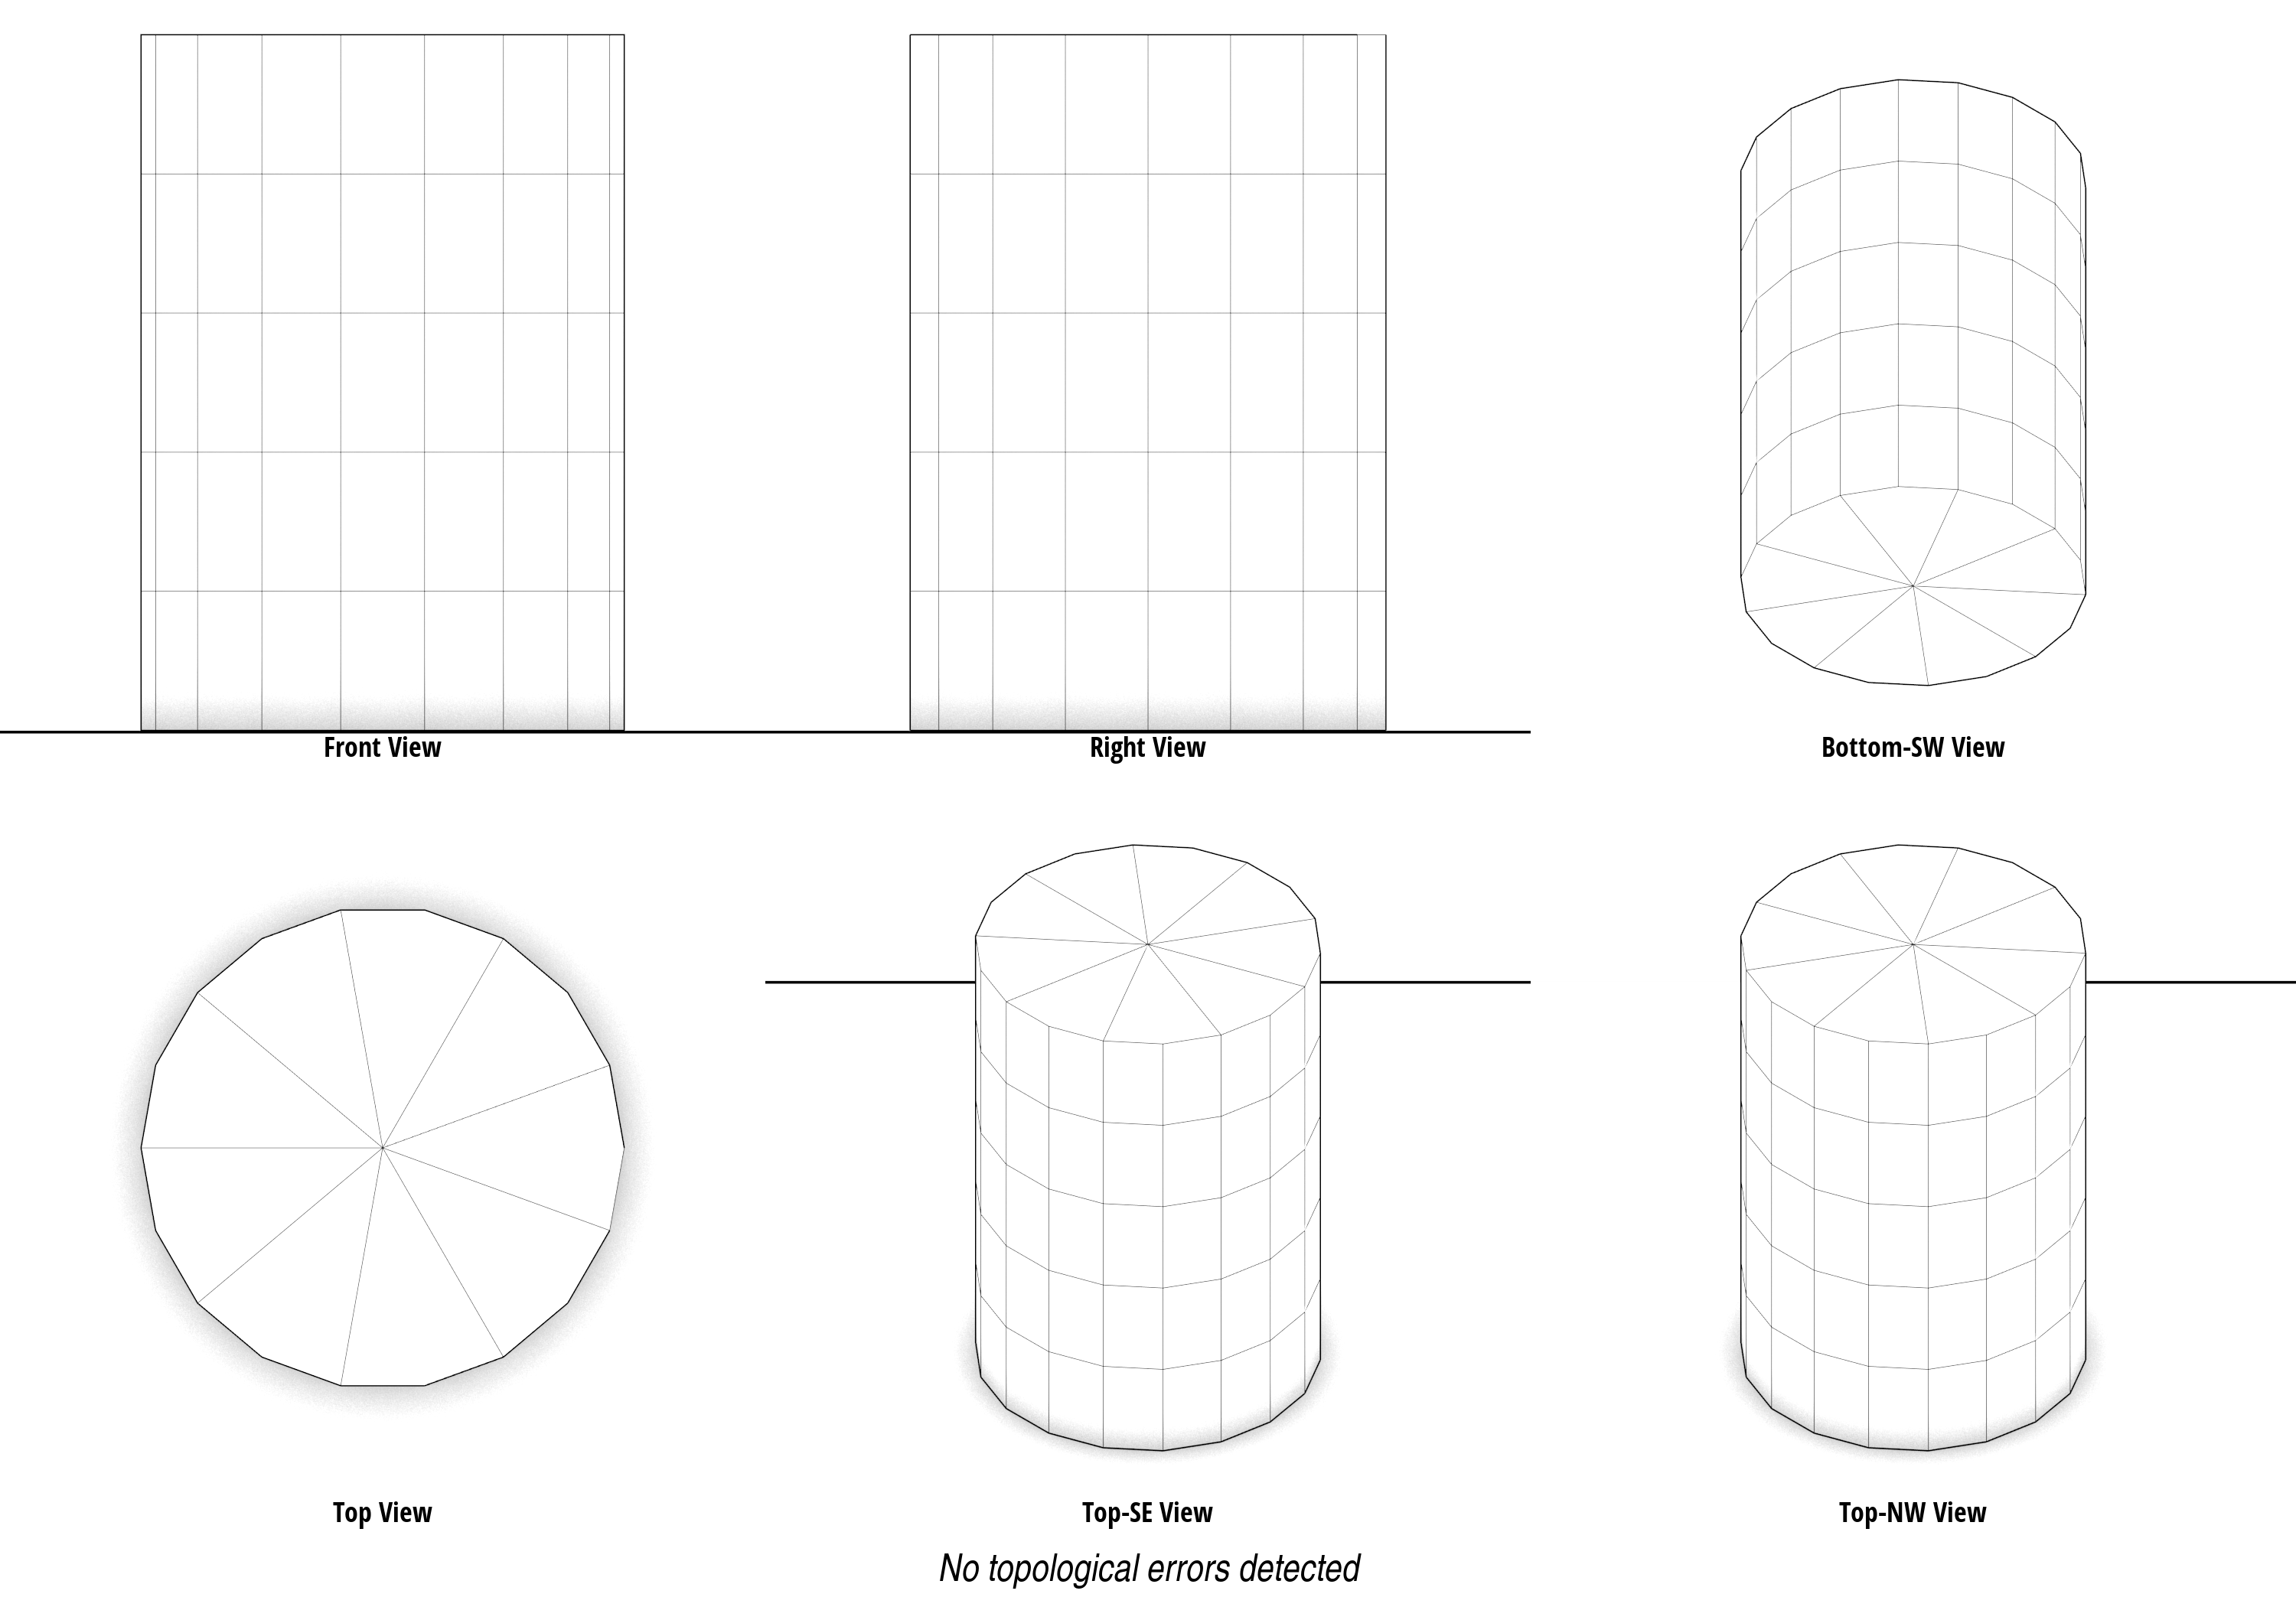 Front View
Right View
Bottom-SW View
Top View
Top-SE View
Top-NW View
No topological errors detected